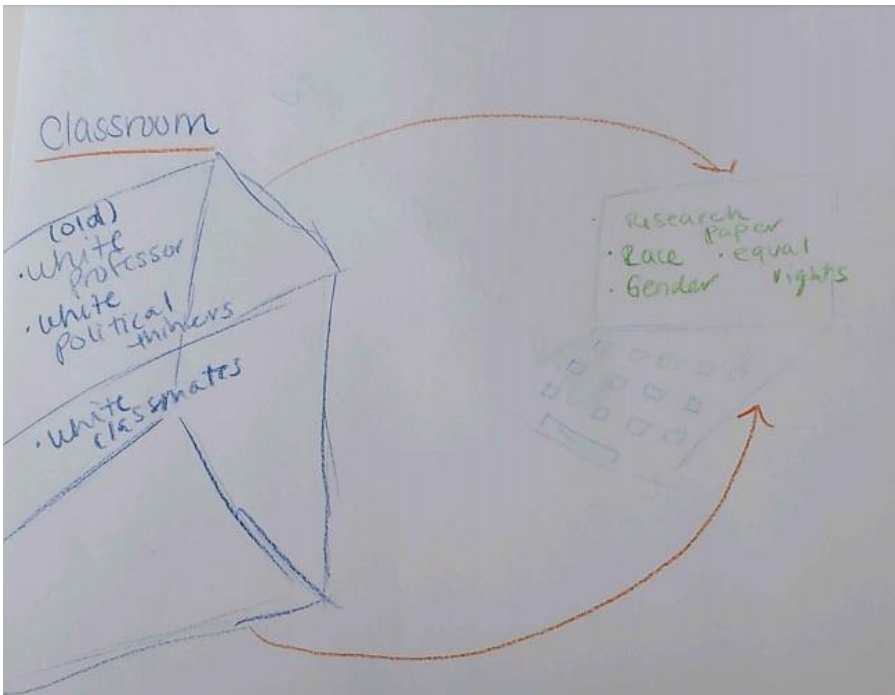 Classroom
(old)
• White
professor
• White
political
thinkers
• White
classmates
• Research
paper
• Race • equal
• Gender rights